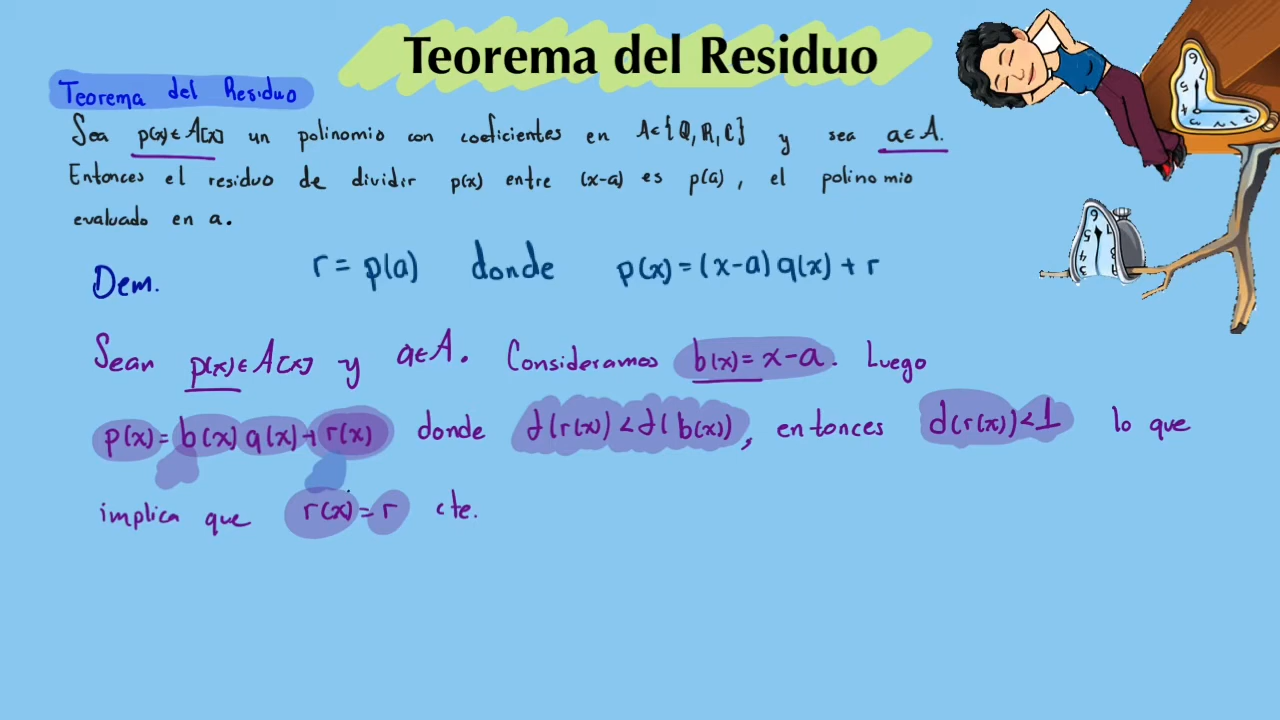 Teorema del Residuo
Teorema del Residuo
Sea p(x) ∈ A[x] un polinomio con coeficientes en A ∈ {Q, R, C} y sea a ∈ A.
Entonces el residuo de dividir p(x) entre (x-a) es p(a), el polinomio
evaluado en a.
r = p(a) donde p(x) = (x-a) q(x) + r
Dem.
Sean p(x) ∈ A[x] y a ∈ A. Consideramos b(x) = x-a. Luego
p(x) = b(x) q(x) + r(x) donde d(r(x)) < d(b(x)), entonces d(r(x)) < 1 lo que
implica que r(x) = r cte.